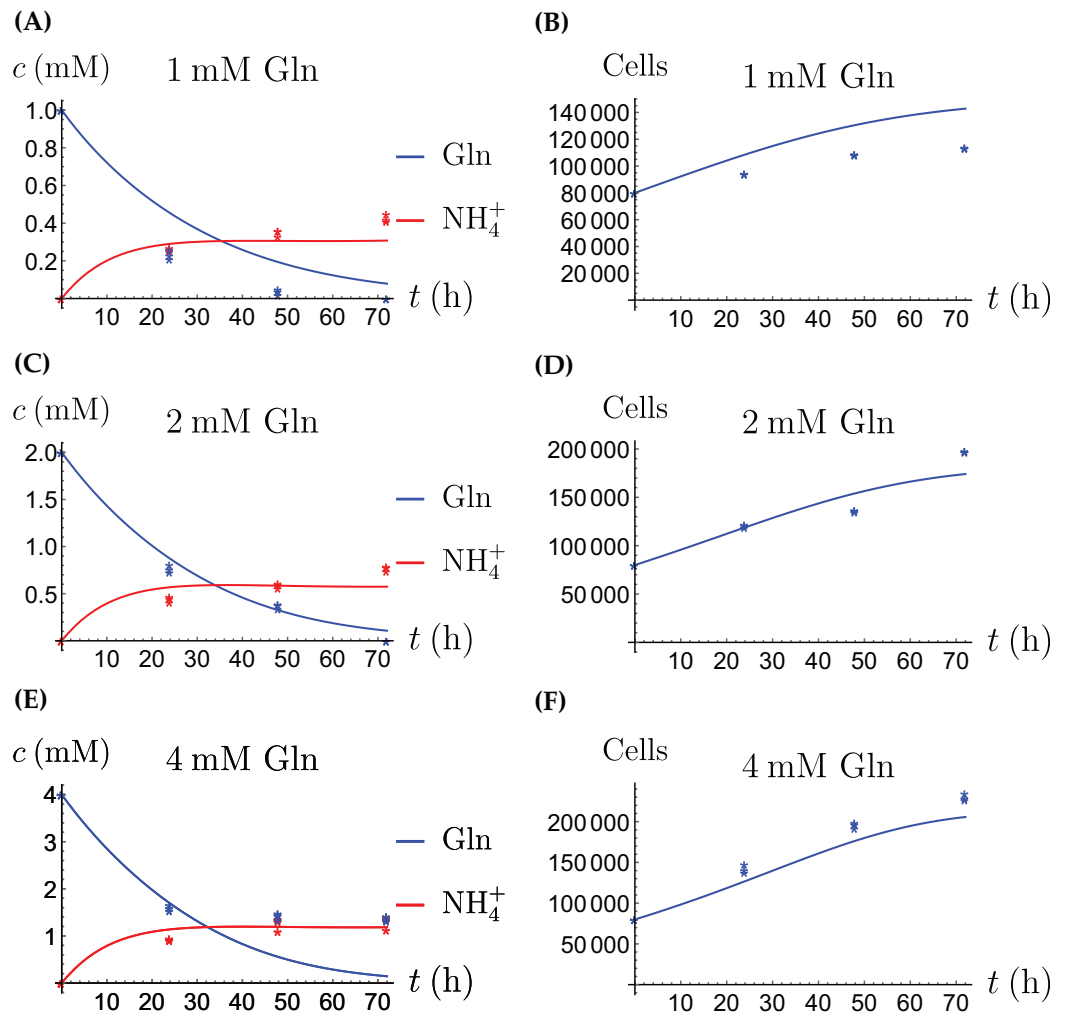 (A)
c (mM)
1 mM Gln
1.0
0.8
0.6
0.4
0.2
10 20 30 40 50 60 70
t (h)
Gln
NH₄⁺
(B)
Cells
1 mM Gln
140 000
120 000
100 000
80 000
60 000
40 000
20 000
10 20 30 40 50 60 70
t (h)
(C)
c (mM)
2 mM Gln
2.0
1.5
1.0
0.5
10 20 30 40 50 60 70
t (h)
Gln
NH₄⁺
(D)
Cells
2 mM Gln
200 000
150 000
100 000
50 000
10 20 30 40 50 60 70
t (h)
(E)
c (mM)
4 mM Gln
4
3
2
1
10 20 30 40 50 60 70
t (h)
Gln
NH₄⁺
(F)
Cells
4 mM Gln
200 000
150 000
100 000
50 000
10 20 30 40 50 60 70
t (h)